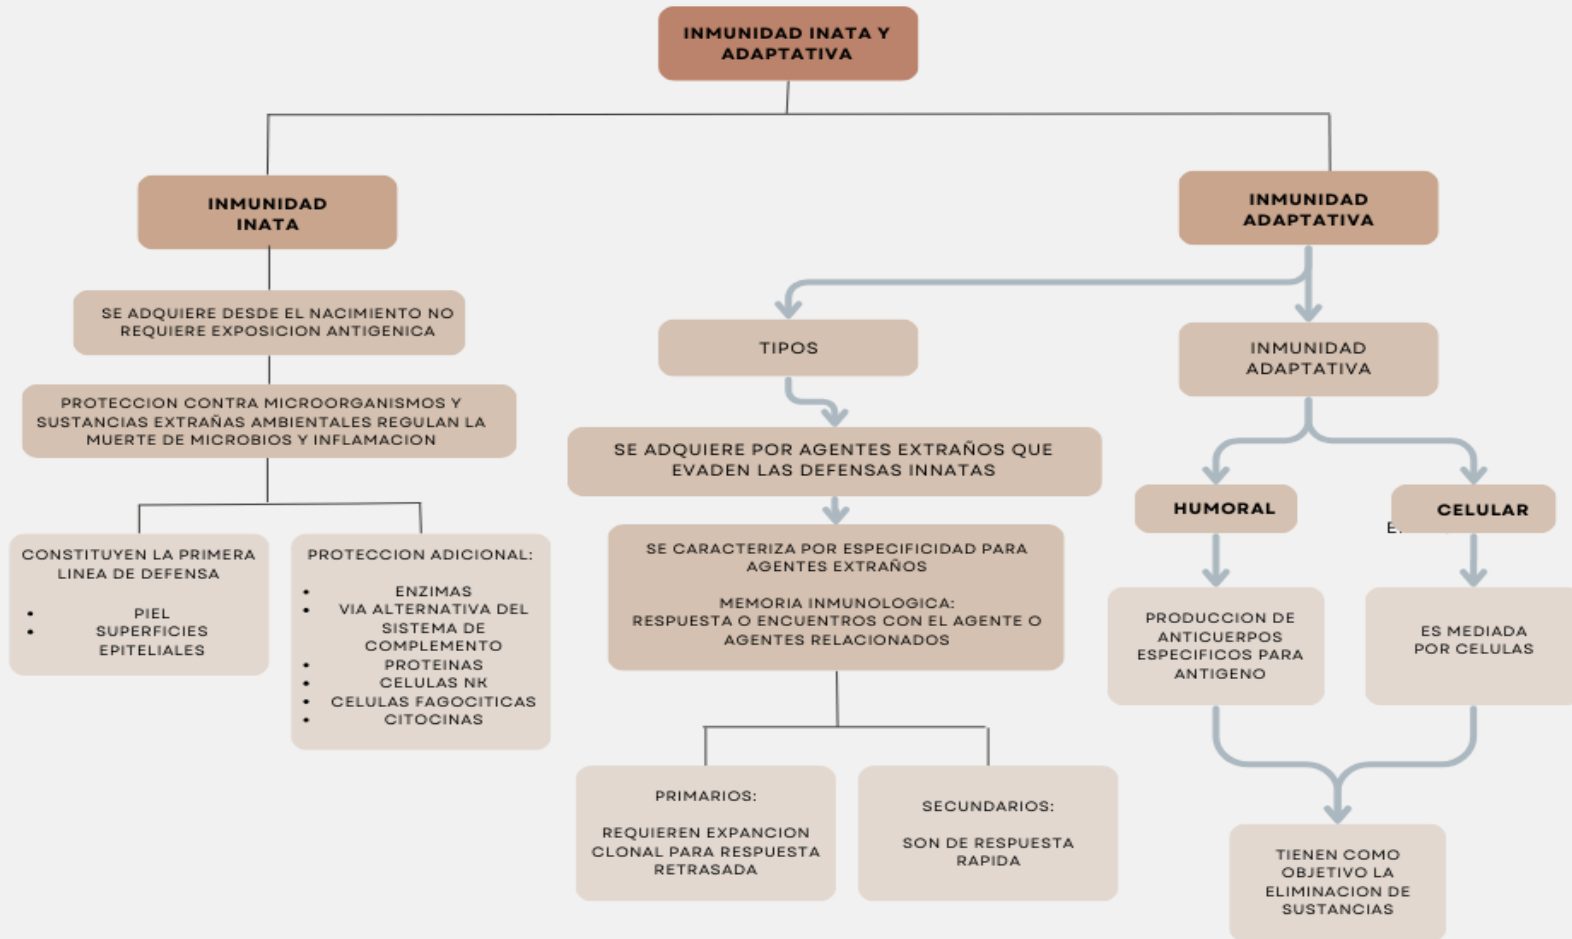 INMUNIDAD INATA Y
ADAPTATIVA
INMUNIDAD
INATA
SE ADQUIERE DESDE EL NACIMIENTO NO
REQUIERE EXPOSICION ANTIGENICA
PROTECCION CONTRA MICROORGANISMOS Y
SUSTANCIAS EXTRAÑAS AMBIENTALES REGULAN LA
MUERTE DE MICROBIOS Y INFLAMACION
CONSTITUYEN LA PRIMERA
LINEA DE DEFENSA
• PIEL
• SUPERFICIES
EPITELIALES
PROTECCION ADICIONAL:
• ENZIMAS
• VIA ALTERNATIVA DEL
SISTEMA DE
COMPLEMENTO
• PROTEINAS
• CELULAS NK
• CELULAS FAGOCITICAS
• CITOCINAS
INMUNIDAD
ADAPTATIVA
TIPOS
SE ADQUIERE POR AGENTES EXTRAÑOS QUE
EVADEN LAS DEFENSAS INNATAS
SE CARACTERIZA POR ESPECIFICIDAD PARA
AGENTES EXTRAÑOS
MEMORIA INMUNOLOGICA:
RESPUESTA O ENCUENTROS CON EL AGENTE O
AGENTES RELACIONADOS
PRIMARIOS:
REQUIEREN EXPANCION
CLONAL PARA RESPUESTA
RETRASADA
SECUNDARIOS:
SON DE RESPUESTA
RAPIDA
INMUNIDAD
ADAPTATIVA
HUMORAL
PRODUCCION DE
ANTICUERPOS
ESPECIFICOS PARA
ANTIGENO
CELULAR
ES MEDIADA
POR CELULAS
TIENEN COMO
OBJETIVO LA
ELIMINACION DE
SUSTANCIAS